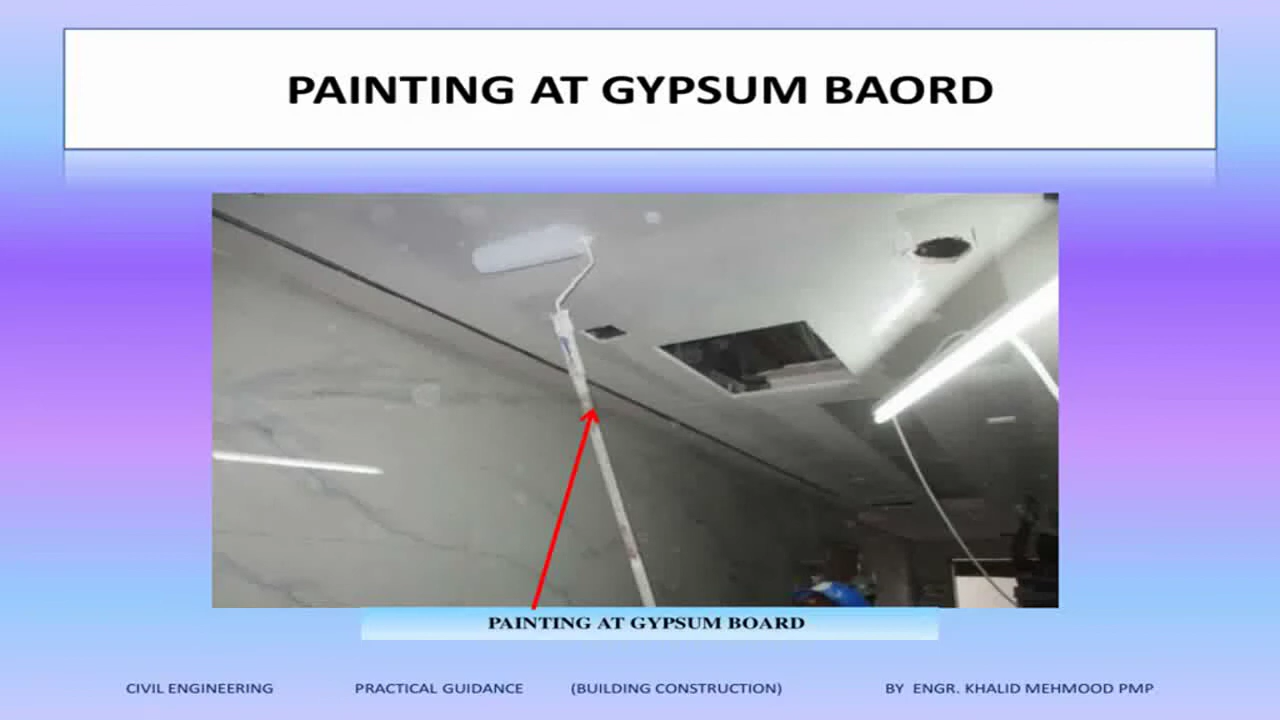 PAINTING AT GYPSUM BAORD
PAINTING AT GYPSUM BOARD
CIVIL ENGINEERING PRACTICAL GUIDANCE (BUILDING CONSTRUCTION) BY ENGR. KHALID MEHMOOD PMP